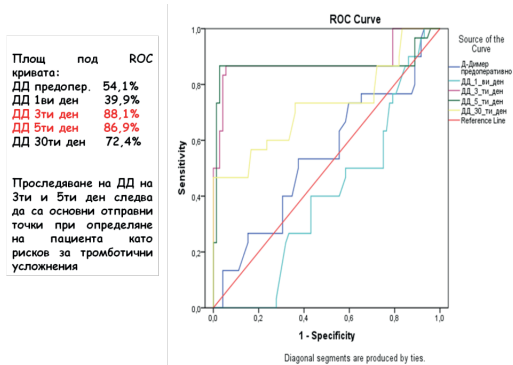 Площ под ROC
кривата:
ДД предопер. 54,1%
ДД 1ви ден 39,9%
ДД 3ти ден 88,1%
ДД 5ти ден 86,9%
ДД 30ти ден 72,4%
Проследяване на ДД на
3ти и 5ти ден следва
да са основни отправни
точки при определяне
на пациента като
рисков за тромботични
усложнения
ROC Curve
Sensitivity
1,0
0,8
0,6
0,4
0,2
0,0
0,0 0,2 0,4 0,6 0,8 1,0
1 - Specificity
Diagonal segments are produced by ties.
Source of the
Curve
Д-Димер
предоперативно
ДД_1_ви_ден
ДД_3_ти_ден
ДД_5_ти_ден
ДД_30_ти_ден
Reference Line